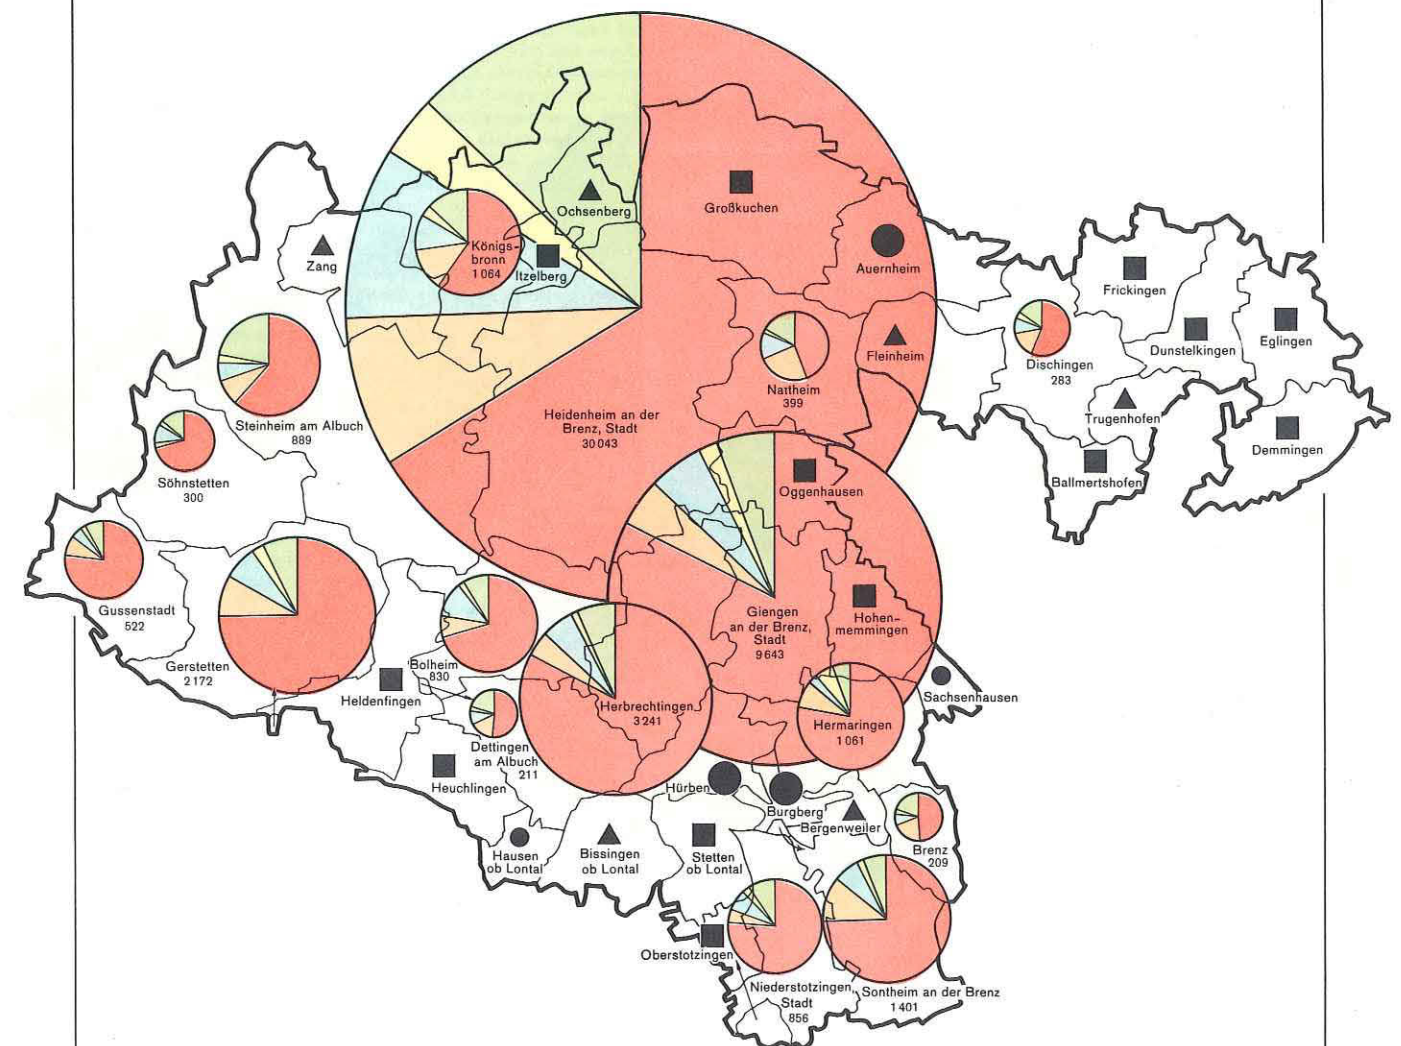 Ochsenberg
Großkuchen
Königs-
bronn
1 064
Itzelberg
Zang
Auernheim
Frickingen
Fleinheim
Dischingen
283
Dunstelkingen
Eglingen
Nattheim
399
Trugenhofen
Heidenheim an der
Brenz, Stadt
30 043
Steinheim am Albuch
889
Demmingen
Söhnstetten
300
Ballmertshofen
Oggenhausen
Gussenstadt
522
Giengen
an der Brenz,
Stadt
9 643
Hohen-
memmingen
Gerstetten
2 172
Bolheim
830
Heldenfingen
Herbrechtingen
3 241
Sachsenhausen
Hermaringen
1 061
Dettingen
am Albuch
211
Heuchlingen
Hürben
Burgberg
Bergenweiler
Brenz
209
Hausen
ob Lontal
Bissingen
ob Lontal
Stetten
ob Lontal
Oberstotzingen
Niederstotzingen,
Stadt
856
Sontheim an der Brenz
1 401